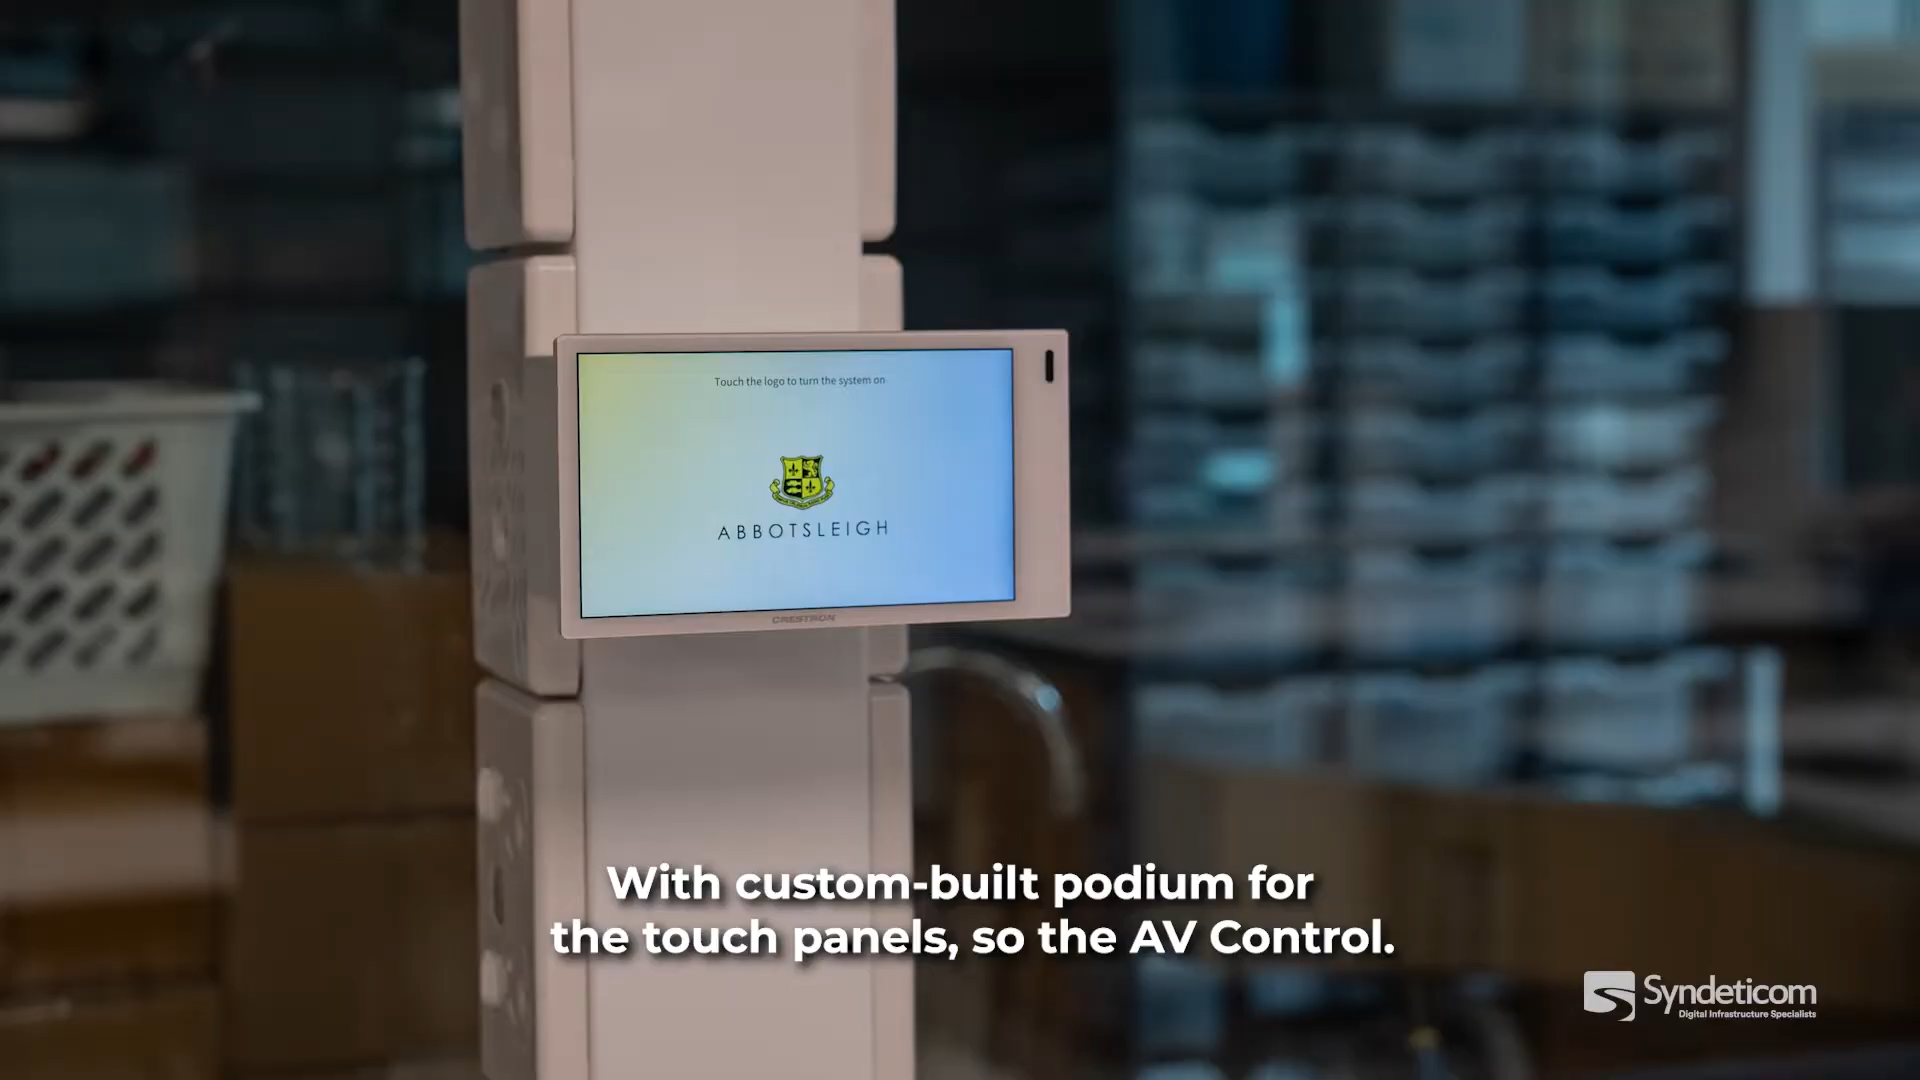 Touch the logo to turn the system on
ABBOTSLEIGH
CRESTRON
With custom-built podium for
the touch panels, so the AV Control.
Syndeticom
Digital Infrastructure Specialists